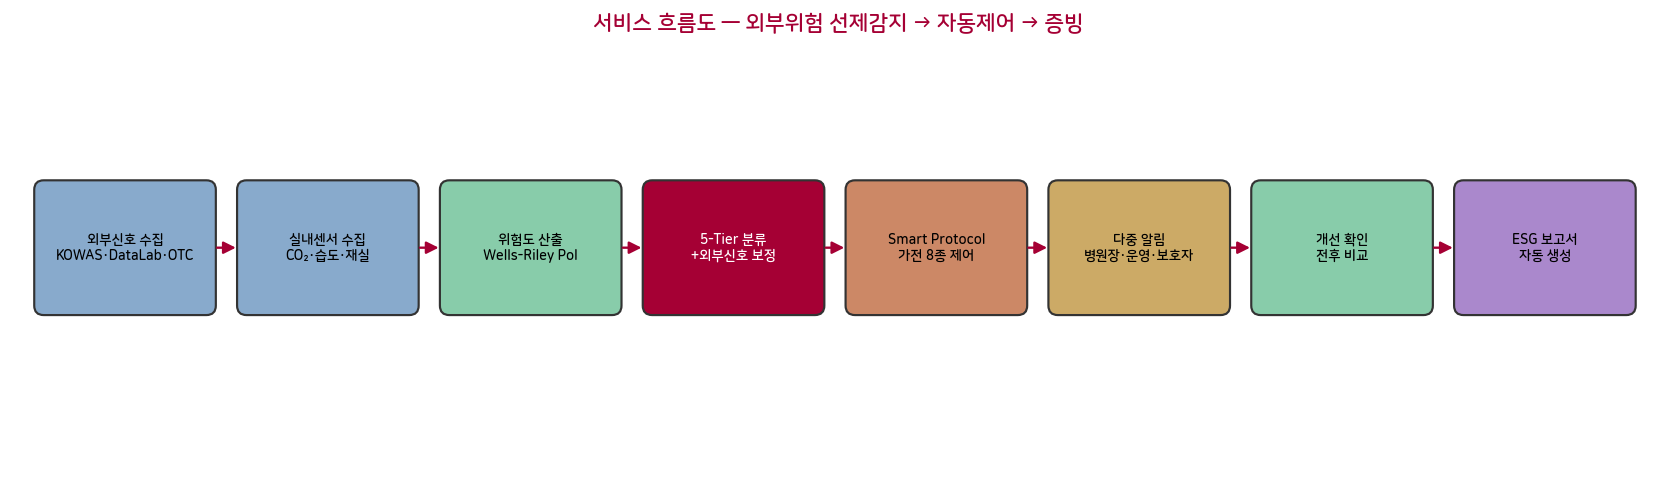 서비스 흐름도 — 외부위험 선제감지 → 자동제어 → 증빙
외부신호 수집
KOWAS·DataLab·OTC
실내센서 수집
CO₂·습도·재실
위험도 산출
Wells-Riley PoI
5-Tier 분류
+외부신호 보정
Smart Protocol
가전 8종 제어
다중 알림
병원장·운영·보호자
개선 확인
전후 비교
ESG 보고서
자동 생성